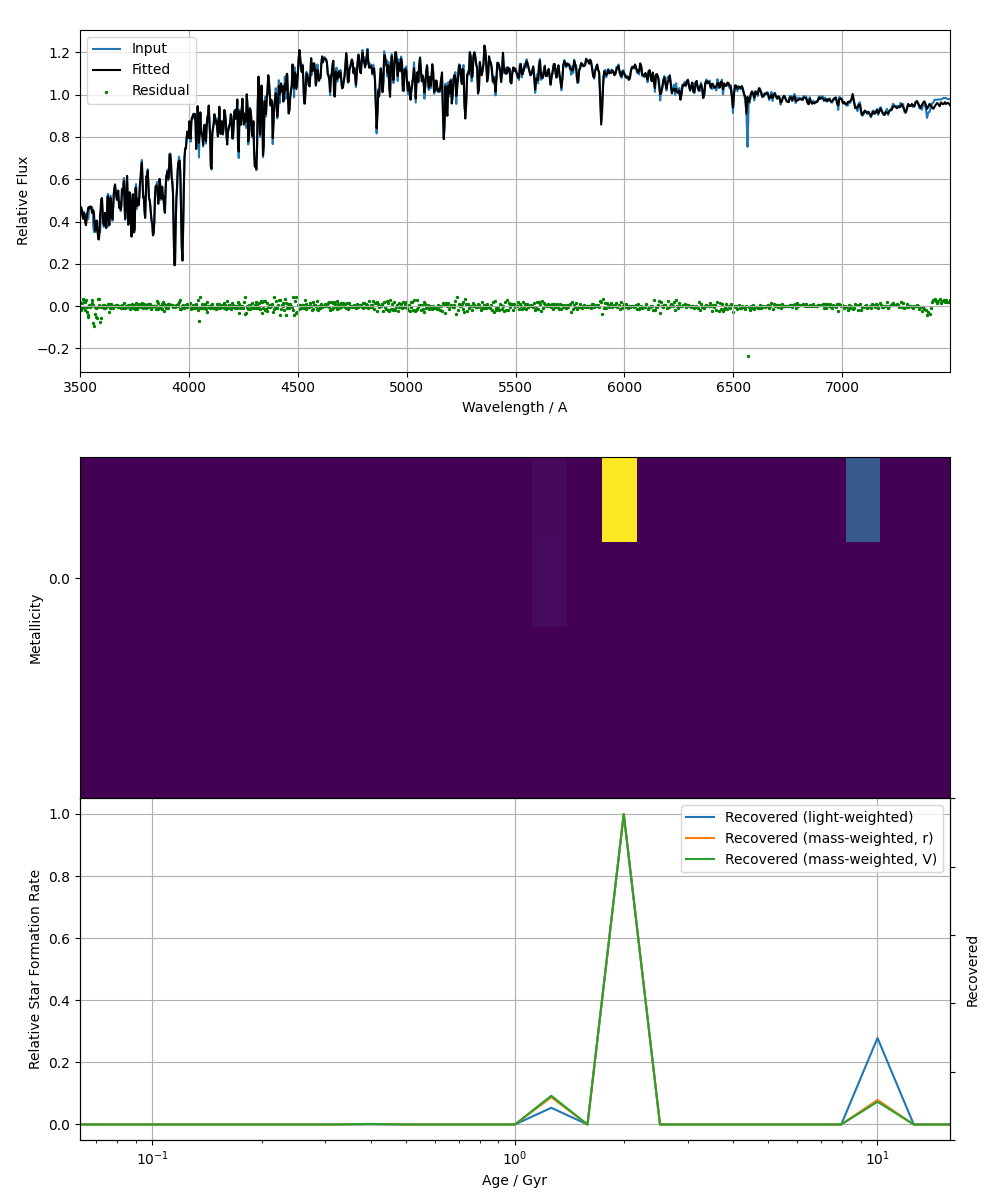 Input
Fitted
Residual
Relative Flux
1.2
1.0
0.8
0.6
0.4
0.2
0.0
−0.2
3500 4000 4500 5000 5500 6000 6500 7000
Wavelength / A
Metallicity
0.0
Recovered (light-weighted)
Recovered (mass-weighted, r)
Recovered (mass-weighted, V)
Relative Star Formation Rate
1.0
0.8
0.6
0.4
0.2
0.0
Recovered
10⁻¹ 10⁰ 10¹
Age / Gyr